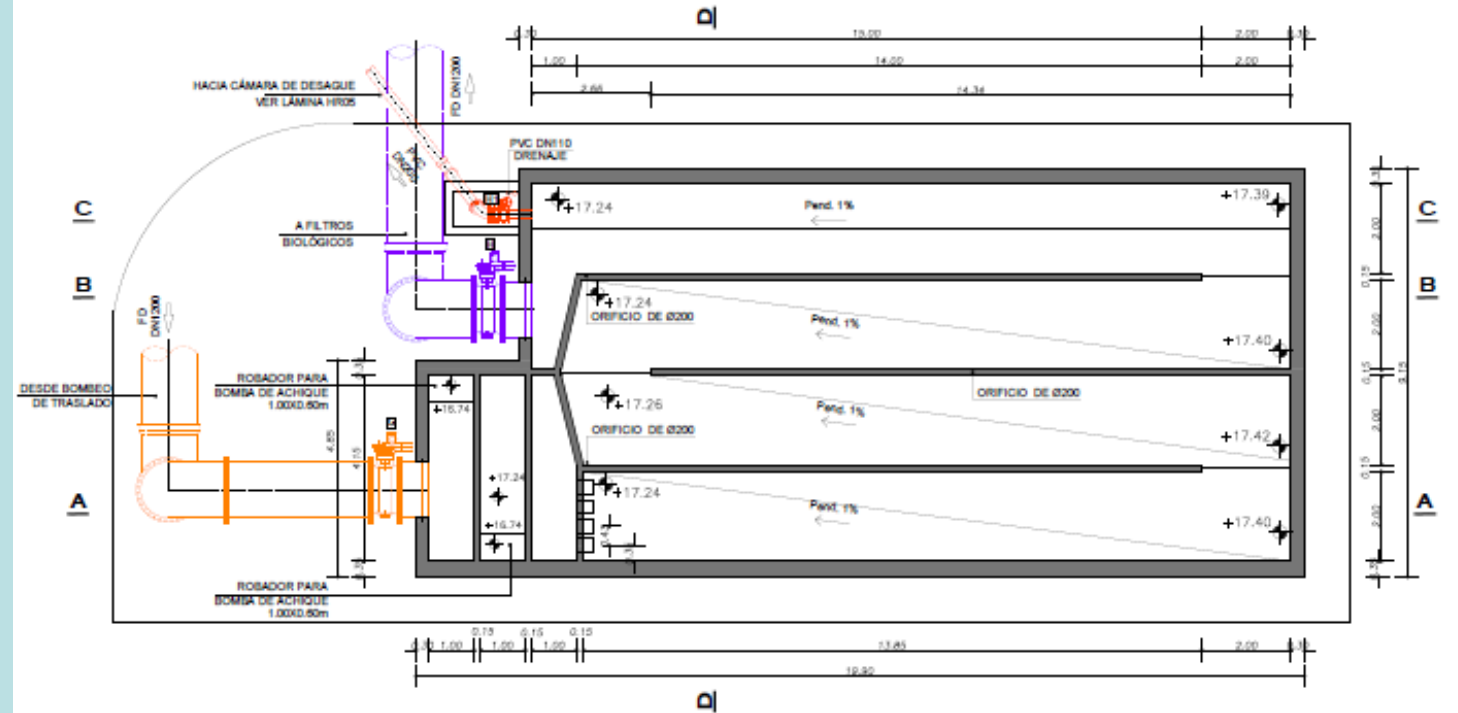 D
0.30
15.00
2.00
0.30
1.00
14.00
2.00
2.66
14.34
HACIA CÁMARA DE DESAGUE
VER LÁMINA HR05
FD DN1200
PVC DN110
DRENAJE
PVC
C
+17.24
Pend. 1%
+17.39
C
A FILTROS
BIOLÓGICOS
B
+17.24
ORIFICIO DE Ø200
Pend. 1%
+17.40
B
FD
DN1200
ROBADOR PARA
BOMBA DE ACHIQUE
1.00X0.60m
DESDE BOMBEO
DE TRASLADO
+16.74
+17.26
Pend. 1%
ORIFICIO DE Ø200
+17.42
ORIFICIO DE Ø200
4.85
4.15
A
+17.24
+16.74
+17.24
Pend. 1%
+17.40
A
2.00
0.15
2.00
0.15
2.00
0.15
2.00
9.15
ROBADOR PARA
BOMBA DE ACHIQUE
1.00X0.60m
0.15
0.15
0.15
1.00
1.00
1.00
13.85
2.00
19.90
D